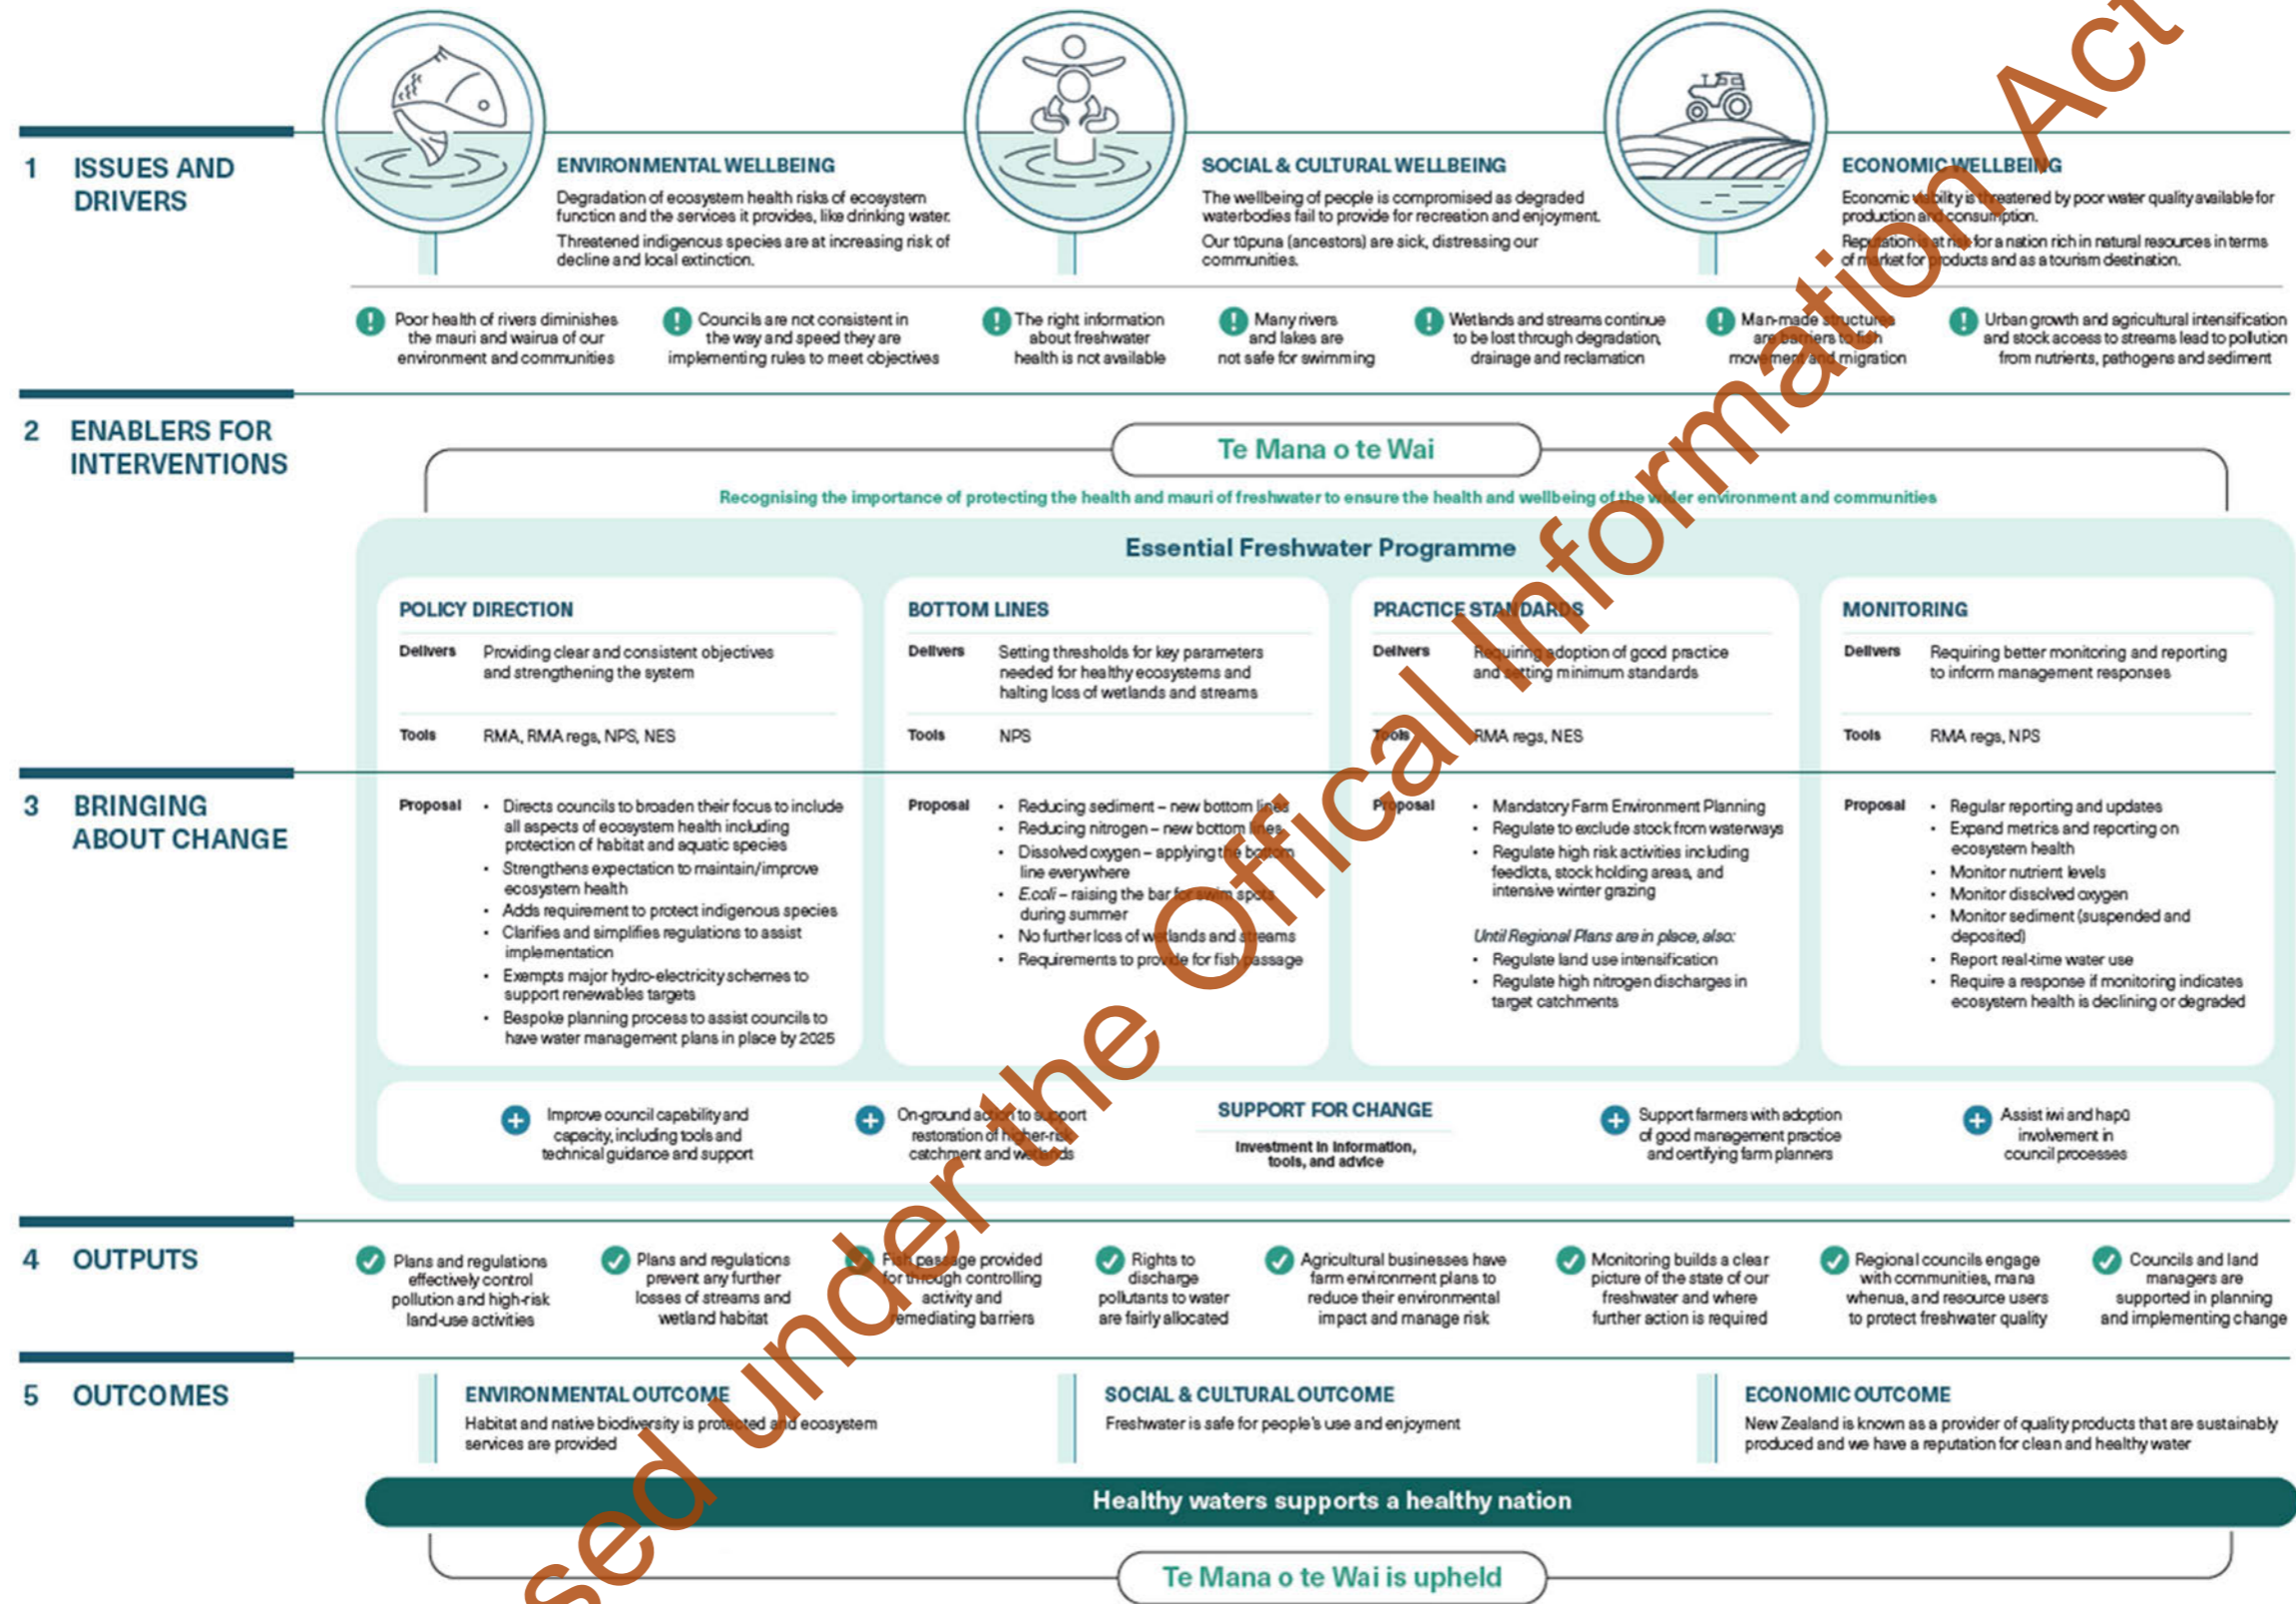 1 ISSUES AND
DRIVERS
ENVIRONMENTAL WELLBEING
Degradation of ecosystem health risks of ecosystem
function and the services it provides, like drinking water.
Threatened indigenous species are at increasing risk of
decline and local extinction.
SOCIAL & CULTURAL WELLBEING
The wellbeing of people is compromised as degraded
waterbodies fail to provide for recreation and enjoyment.
Our tūpuna (ancestors) are sick, distressing our
communities.
ECONOMIC WELLBEING
Economic viability is threatened by poor water quality available for
production and consumption.
Reputation is at risk for a nation rich in natural resources in terms
of market for products and as a tourism destination.
Poor health of rivers diminishes
the mauri and wairua of our
environment and communities
Councils are not consistent in
the way and speed they are
implementing rules to meet objectives
The right information
about freshwater
health is not available
Many rivers
and lakes are
not safe for swimming
Wetlands and streams continue
to be lost through degradation,
drainage and reclamation
Man-made structures
are barriers to fish
movement and migration
Urban growth and agricultural intensification
and stock access to streams lead to pollution
from nutrients, pathogens and sediment
2 ENABLERS FOR
INTERVENTIONS
Te Mana o te Wai
Recognising the importance of protecting the health and mauri of freshwater to ensure the health and wellbeing of the wider environment and communities
Essential Freshwater Programme
POLICY DIRECTION
Delivers Providing clear and consistent objectives
and strengthening the system
Tools RMA, RMA regs, NPS, NES
BOTTOM LINES
Delivers Setting thresholds for key parameters
needed for healthy ecosystems and
halting loss of wetlands and streams
Tools NPS
PRACTICE STANDARDS
Delivers Requiring adoption of good practice
and setting minimum standards
Tools RMA regs, NES
MONITORING
Delivers Requiring better monitoring and reporting
to inform management responses
Tools RMA regs, NPS
3 BRINGING
ABOUT CHANGE
Proposal • Directs councils to broaden their focus to include
all aspects of ecosystem health including
protection of habitat and aquatic species
• Strengthens expectation to maintain/improve
ecosystem health
• Adds requirement to protect indigenous species
• Clarifies and simplifies regulations to assist
implementation
• Exempts major hydro-electricity schemes to
support renewables targets
• Bespoke planning process to assist councils to
have water management plans in place by 2025
Proposal • Reducing sediment – new bottom lines
• Reducing nitrogen – new bottom lines
• Dissolved oxygen – applying the bottom
line everywhere
• E.coli – raising the bar for swim spots
during summer
• No further loss of wetlands and streams
• Requirements to provide for fish passage
Proposal • Mandatory Farm Environment Planning
• Regulate to exclude stock from waterways
• Regulate high risk activities including
feedlots, stock holding areas, and
intensive winter grazing
Until Regional Plans are in place, also:
• Regulate land use intensification
• Regulate high nitrogen discharges in
target catchments
Proposal • Regular reporting and updates
• Expand metrics and reporting on
ecosystem health
• Monitor nutrient levels
• Monitor dissolved oxygen
• Monitor sediment (suspended and
deposited)
• Report real-time water use
• Require a response if monitoring indicates
ecosystem health is declining or degraded
Improve council capability and
capacity, including tools and
technical guidance and support
On-ground action to support
restoration of higher-risk
catchment and wetlands
SUPPORT FOR CHANGE
Investment in information,
tools, and advice
Support farmers with adoption
of good management practice
and certifying farm planners
Assist iwi and hapū
involvement in
council processes
4 OUTPUTS
Plans and regulations
effectively control
pollution and high-risk
land-use activities
Plans and regulations
prevent any further
losses of streams and
wetland habitat
Fish passage provided
for through controlling
activity and
remediating barriers
Rights to
discharge
pollutants to water
are fairly allocated
Agricultural businesses have
farm environment plans to
reduce their environmental
impact and manage risk
Monitoring builds a clear
picture of the state of our
freshwater and where
further action is required
Regional councils engage
with communities, mana
whenua, and resource users
to protect freshwater quality
Councils and land
managers are
supported in planning
and implementing change
5 OUTCOMES
ENVIRONMENTAL OUTCOME
Habitat and native biodiversity is protected and ecosystem
services are provided
SOCIAL & CULTURAL OUTCOME
Freshwater is safe for people's use and enjoyment
ECONOMIC OUTCOME
New Zealand is known as a provider of quality products that are sustainably
produced and we have a reputation for clean and healthy water
Healthy waters supports a healthy nation
Te Mana o te Wai is upheld
sed under the Offical Information Act